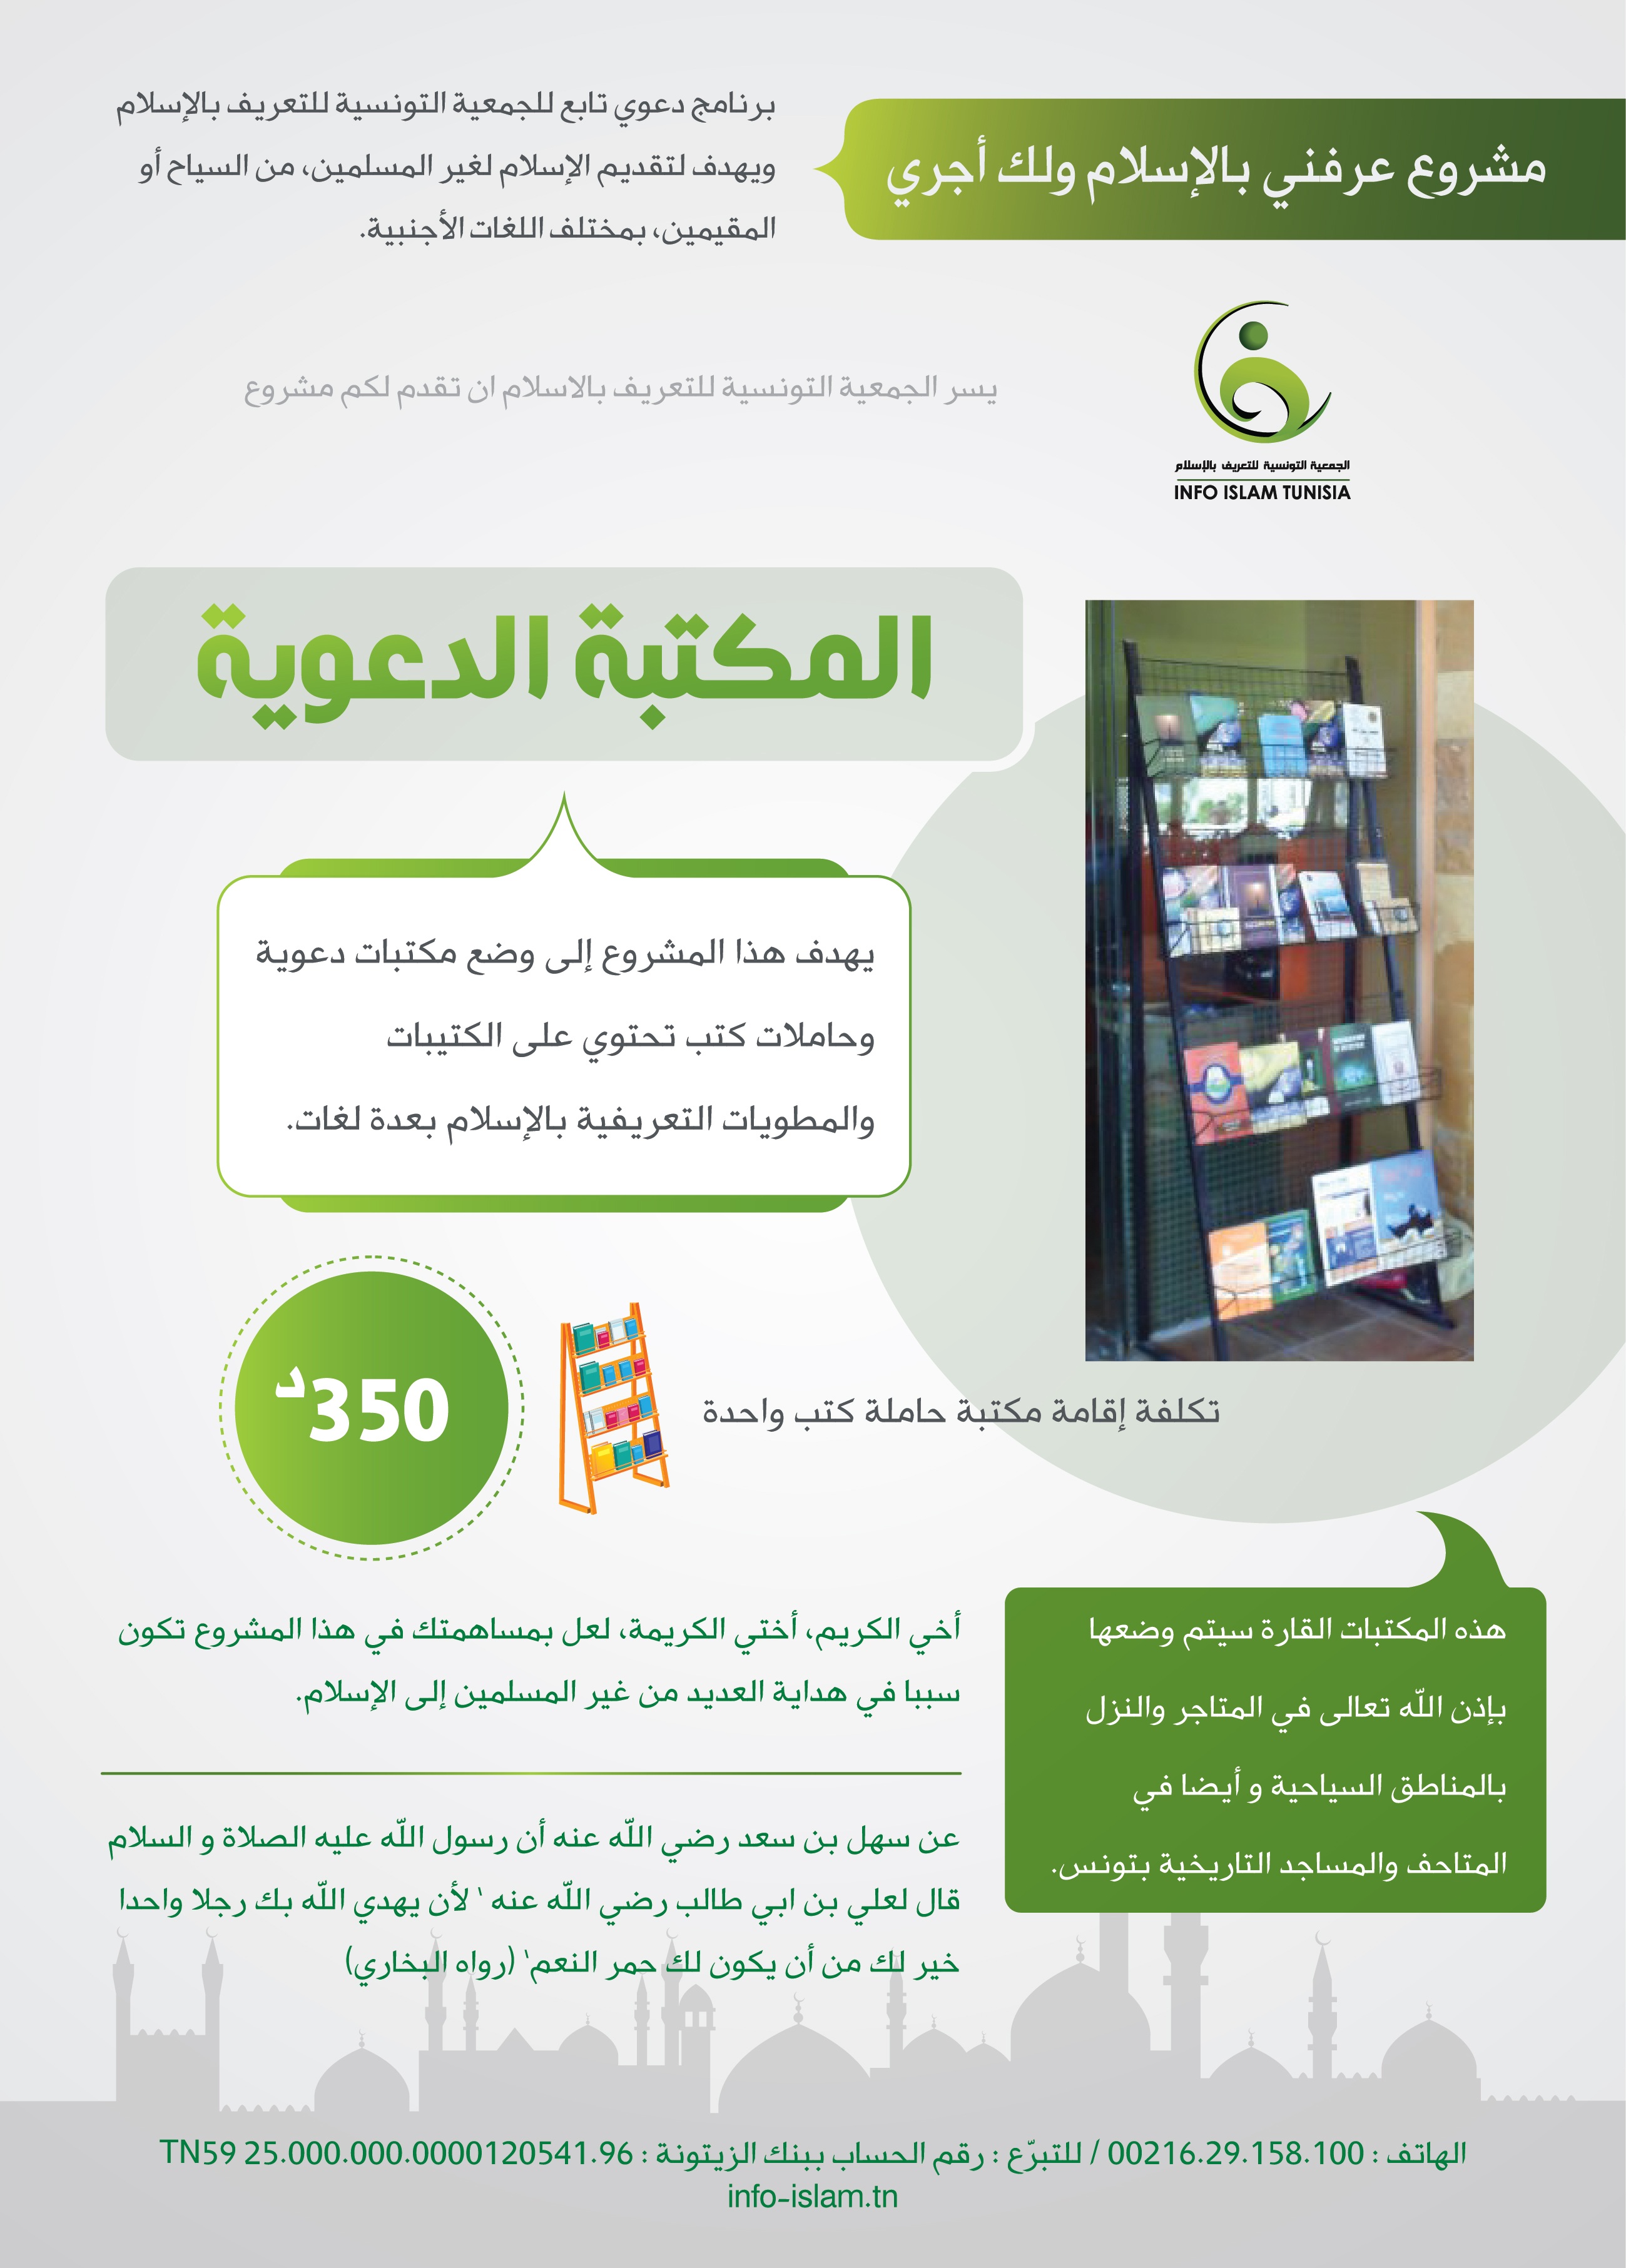 مشروع عرفني بالإسلام ولك أجري
برنامج دعوي تابع للجمعية التونسية للتعريف بالإسلام
ويهدف لتقديم الإسلام لغير المسلمين، من السياح أو
المقيمين، بمختلف اللغات الأجنبية.
الجمعية التونسية للتعريف بالإسلام
INFO ISLAM TUNISIA
يسر الجمعية التونسية للتعريف بالاسلام ان تقدم لكم مشروع
المكتبة الدعوية
يهدف هذا المشروع إلى وضع مكتبات دعوية
وحاملات كتب تحتوي على الكتيبات
والمطويات التعريفية بالإسلام بعدة لغات.
تكلفة إقامة مكتبة حاملة كتب واحدة
350د
هذه المكتبات القارة سيتم وضعها
بإذن الله تعالى في المتاجر والنزل
بالمناطق السياحية و أيضا في
المتاحف والمساجد التاريخية بتونس.
أخي الكريم، أختي الكريمة، لعل بمساهمتك في هذا المشروع تكون
سببا في هداية العديد من غير المسلمين إلى الإسلام.
عن سهل بن سعد رضي الله عنه أن رسول الله عليه الصلاة و السلام
قال لعلي بن ابي طالب رضي الله عنه ' لأن يهدي الله بك رجلا واحدا
خير لك من أن يكون لك حمر النعم' (رواه البخاري)
الهاتف : 00216.29.158.100 / للتبرّع : رقم الحساب ببنك الزيتونة : TN59 25.000.000.0000120541.96
info-islam.tn